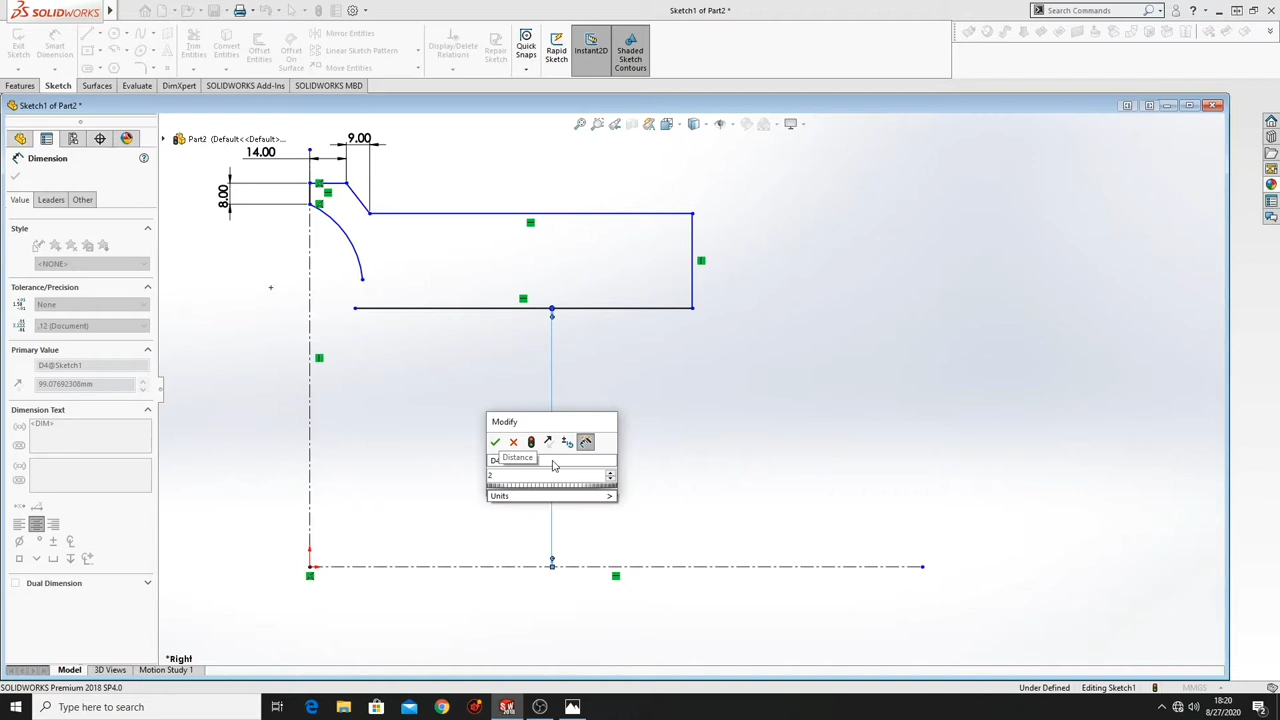 SOLIDWORKS
Sketch1 of Part2 *
Search Commands
Exit Sketch
Smart Dimension
Trim Entities
Convert Entities
Offset Entities
Offset On Surface
Mirror Entities
Linear Sketch Pattern
Move Entities
Display/Delete Relations
Repair Sketch
Quick Snaps
Rapid Sketch
Instant2D
Shaded Sketch Contours
Features
Sketch
Surfaces
Evaluate
DimXpert
SOLIDWORKS Add-Ins
SOLIDWORKS MBD
Sketch1 of Part2 *
Part2 (Default<<Default>...
Dimension
Value
Leaders
Other
Style
<NONE>
Tolerance/Precision
None
.12 (Document)
Primary Value
D4@Sketch1
99.07692308mm
Dimension Text
<DIM>
Dual Dimension
9.00
14.00
8.00
Modify
Distance
2
Units
*Right
Model
3D Views
Motion Study 1
SOLIDWORKS Premium 2018 SP4.0
Under Defined
Editing Sketch1
MMGS
Type here to search
18:20
8/27/2020